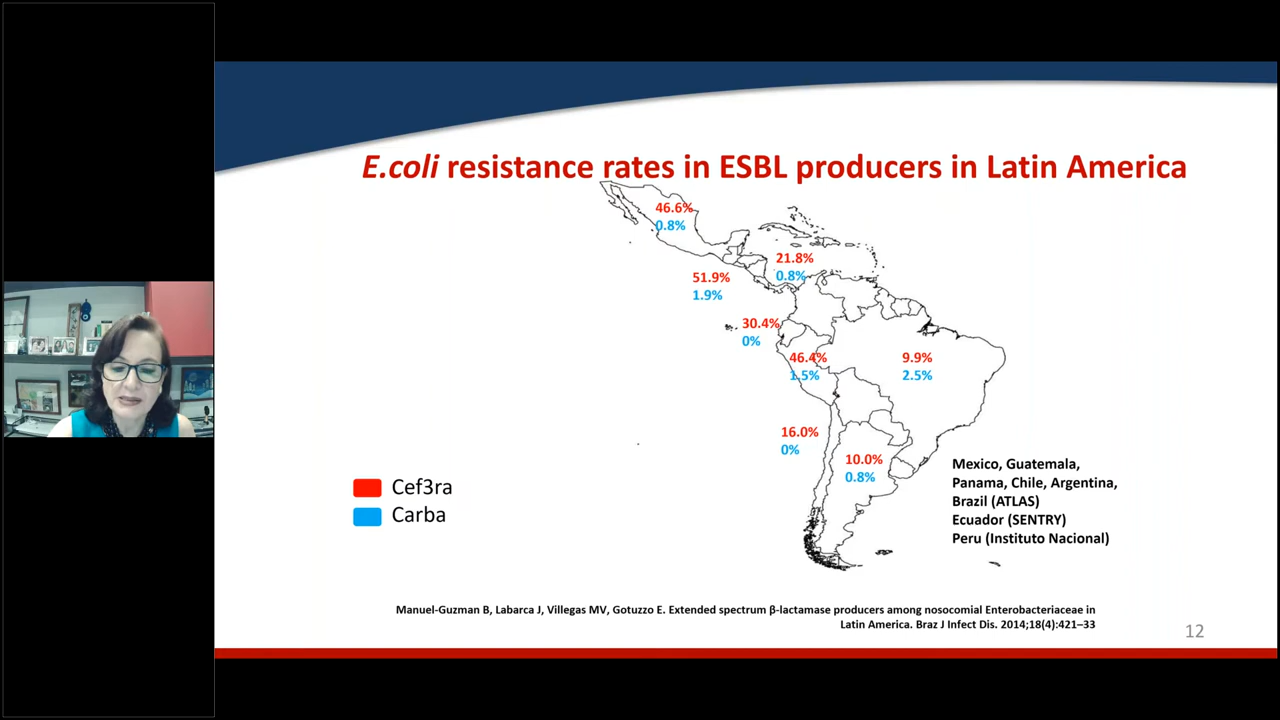 E.coli resistance rates in ESBL producers in Latin America
46.6%
0.8%
21.8%
0.8%
51.9%
1.9%
30.4%
0%
46.4%
1.5%
9.9%
2.5%
16.0%
0%
10.0%
0.8%
Cef3ra
Carba
Mexico, Guatemala,
Panama, Chile, Argentina,
Brazil (ATLAS)
Ecuador (SENTRY)
Peru (Instituto Nacional)
Manuel-Guzman B, Labarca J, Villegas MV, Gotuzzo E. Extended spectrum β-lactamase producers among nosocomial Enterobacteriaceae in
Latin America. Braz J Infect Dis. 2014;18(4):421–33
12